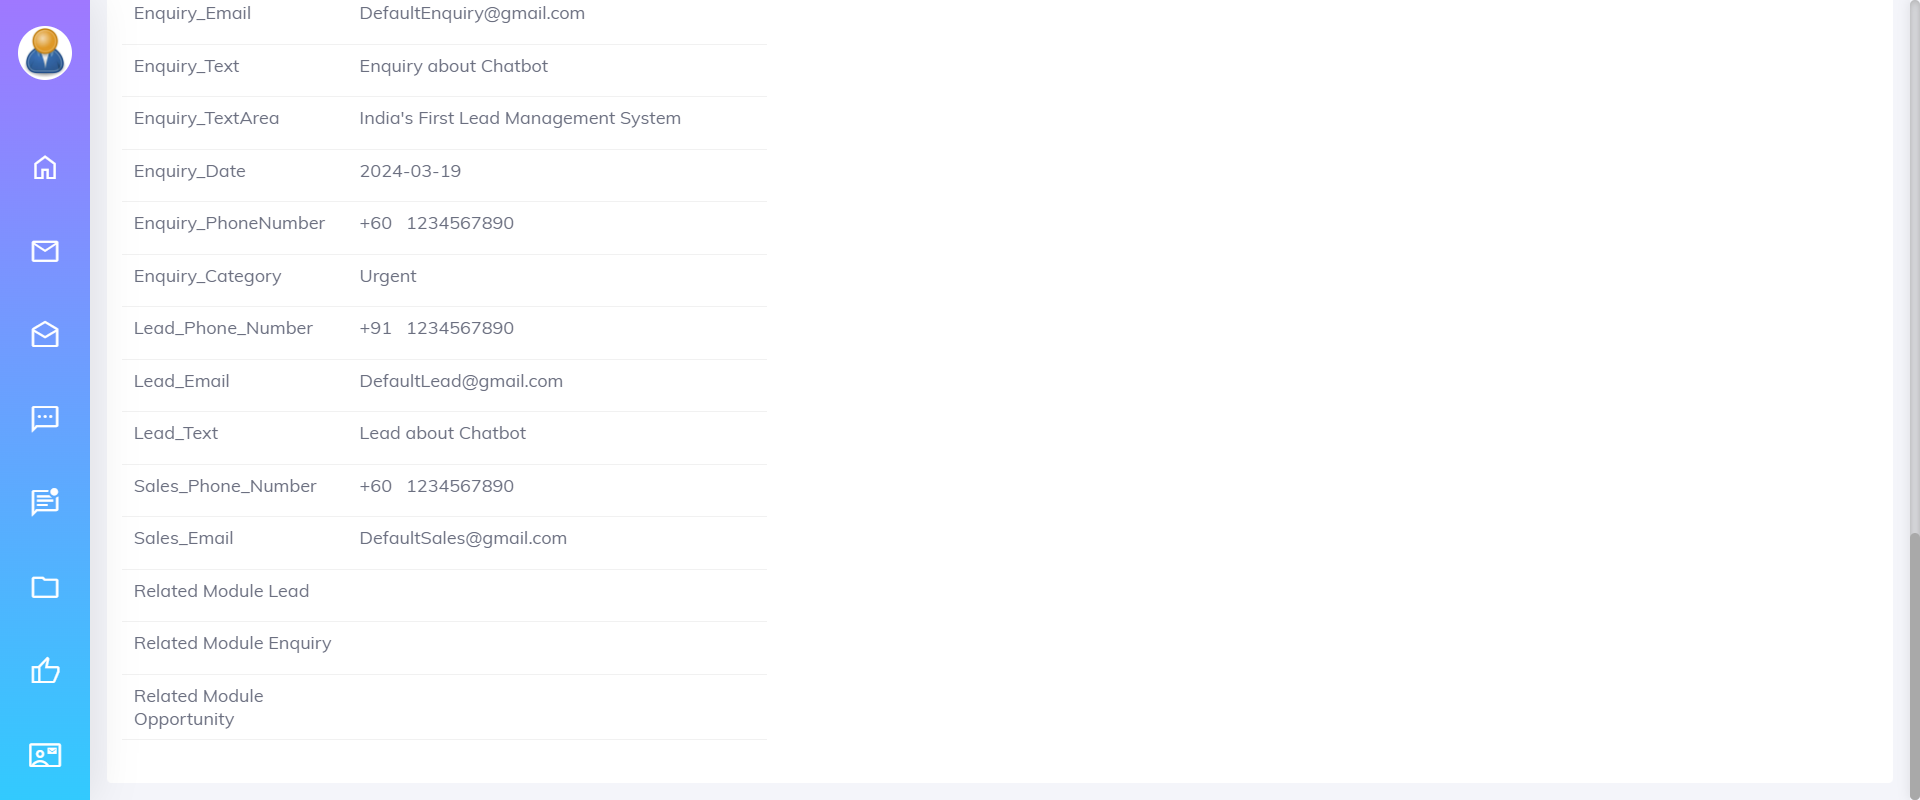 Enquiry_Email DefaultEnquiry@gmail.com
Enquiry_Text Enquiry about Chatbot
Enquiry_TextArea India's First Lead Management System
Enquiry_Date 2024-03-19
Enquiry_PhoneNumber +60 1234567890
Enquiry_Category Urgent
Lead_Phone_Number +91 1234567890
Lead_Email DefaultLead@gmail.com
Lead_Text Lead about Chatbot
Sales_Phone_Number +60 1234567890
Sales_Email DefaultSales@gmail.com
Related Module Lead
Related Module Enquiry
Related Module
Opportunity